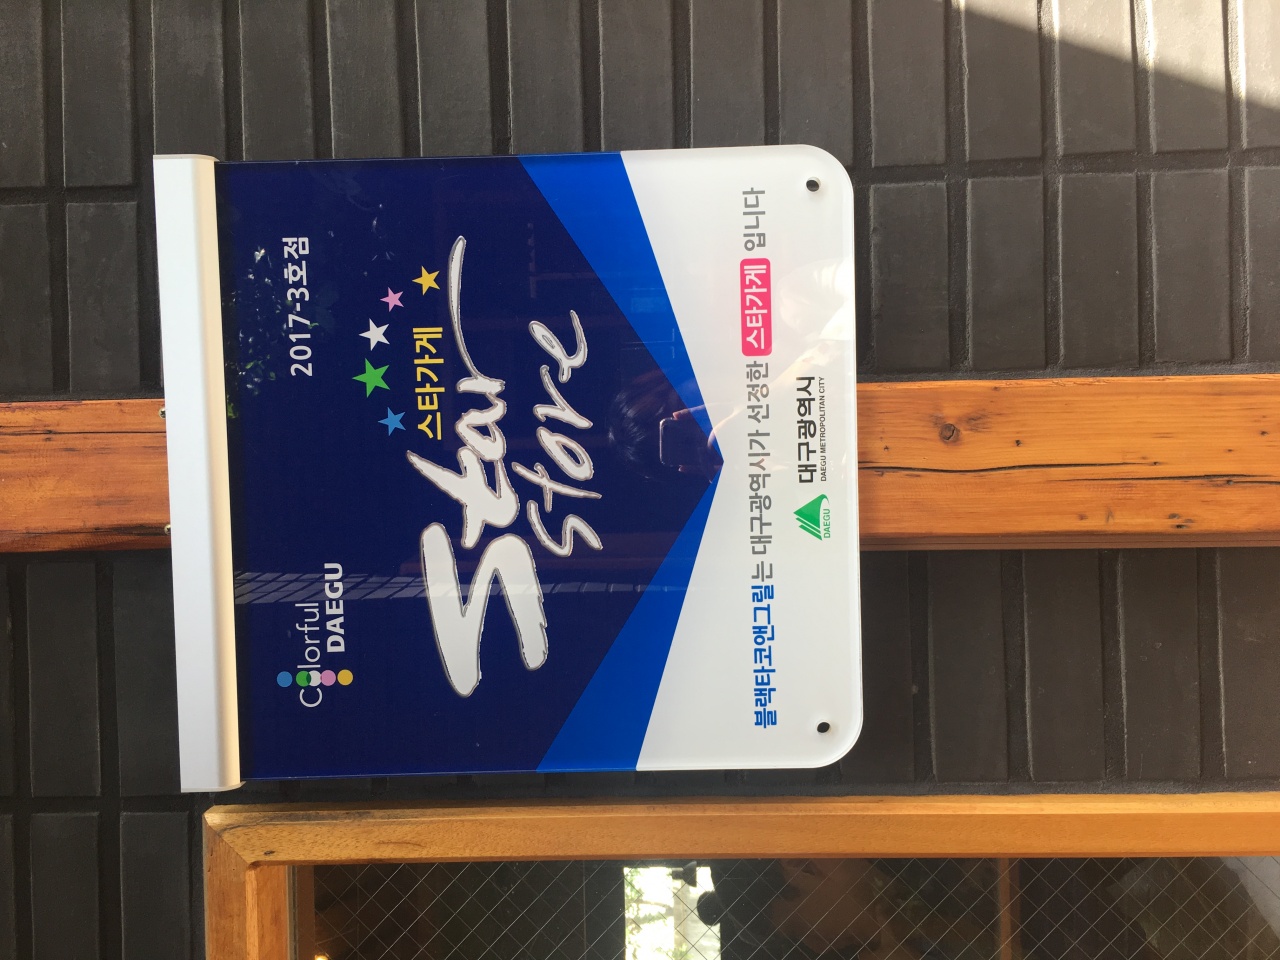 Colorful
DAEGU
2017-3호점
스타가게
Star
Store
블랙타코앤그릴는 대구광역시가 선정한 스타가게 입니다
DAEGU
대구광역시
DAEGU METROPOLITAN CITY